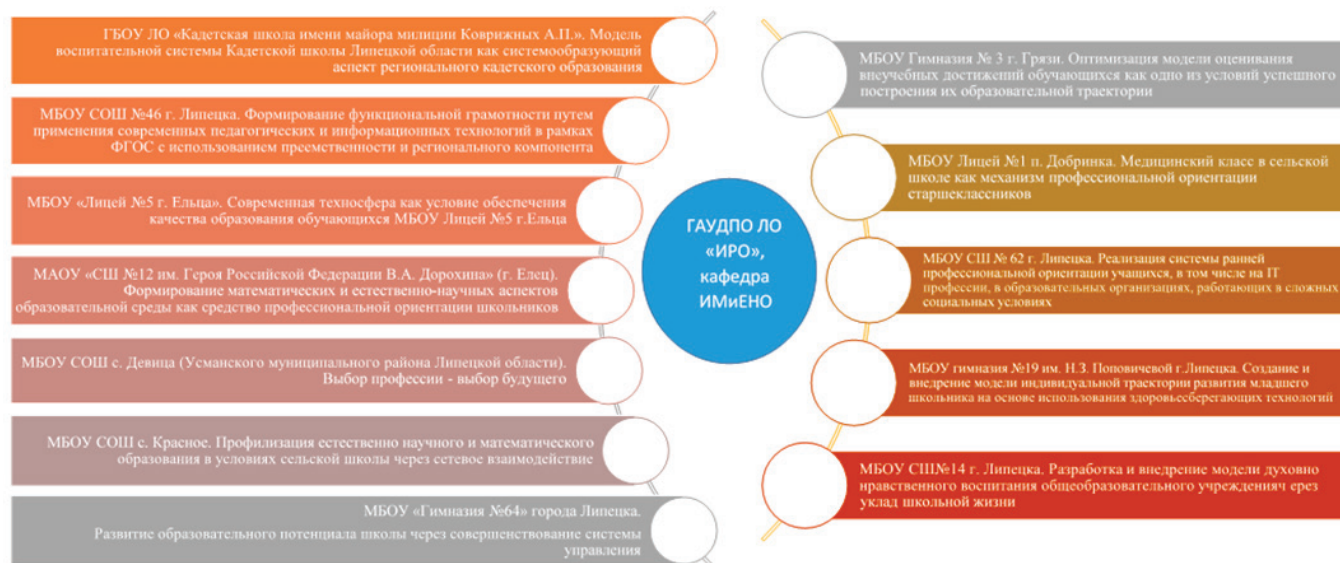 ГБОУ ЛО «Кадетская школа имени майора милиции Коврижных А.П.». Модель
воспитательной системы Кадетской школы Липецкой области как системообразующий
аспект регионального кадетского образования
МБОУ СОШ №46 г. Липецка. Формирование функциональной грамотности путем
применения современных педагогических и информационных технологий в рамках
ФГОС с использованием преемственности и регионального компонента
МБОУ «Лицей №5 г. Ельца». Современная техносфера как условие обеспечения
качества образования обучающихся МБОУ Лицей №5 г.Ельца
МАОУ «СШ №12 им. Героя Российской Федерации В.А. Дорохина» (г. Елец).
Формирование математических и естественно-научных аспектов
образовательной среды как средство профессиональной ориентации школьников
МБОУ СОШ с. Девица (Усманского муниципального района Липецкой области).
Выбор профессии - выбор будущего
МБОУ СОШ с. Красное. Профилизация естественно научного и математического
образования в условиях сельской школы через сетевое взаимодействие
МБОУ «Гимназия №64» города Липецка.
Развитие образовательного потенциала школы через совершенствование системы
управления
ГАУДПО ЛО
«ИРО»,
кафедра
ИМиЕНО
МБОУ Гимназия № 3 г. Грязи. Оптимизация модели оценивания
внеучебных достижений обучающихся как одно из условий успешного
построения их образовательной траектории
МБОУ Лицей №1 п. Добринка. Медицинский класс в сельской
школе как механизм профессиональной ориентации
старшеклассников
МБОУ СШ № 62 г. Липецка. Реализация системы ранней
профессиональной ориентации учащихся, в том числе на IT
профессии, в образовательных организациях, работающих в сложных
социальных условиях
МБОУ гимназия №19 им. Н.З. Поповичевой г.Липецка. Создание и
внедрение модели индивидуальной траектории развития младшего
школьника на основе использования здоровьесберегающих технологий
МБОУ СШ№14 г. Липецка. Разработка и внедрение модели духовно
нравственного воспитания общеобразовательного учрежденияч ерез
уклад школьной жизни